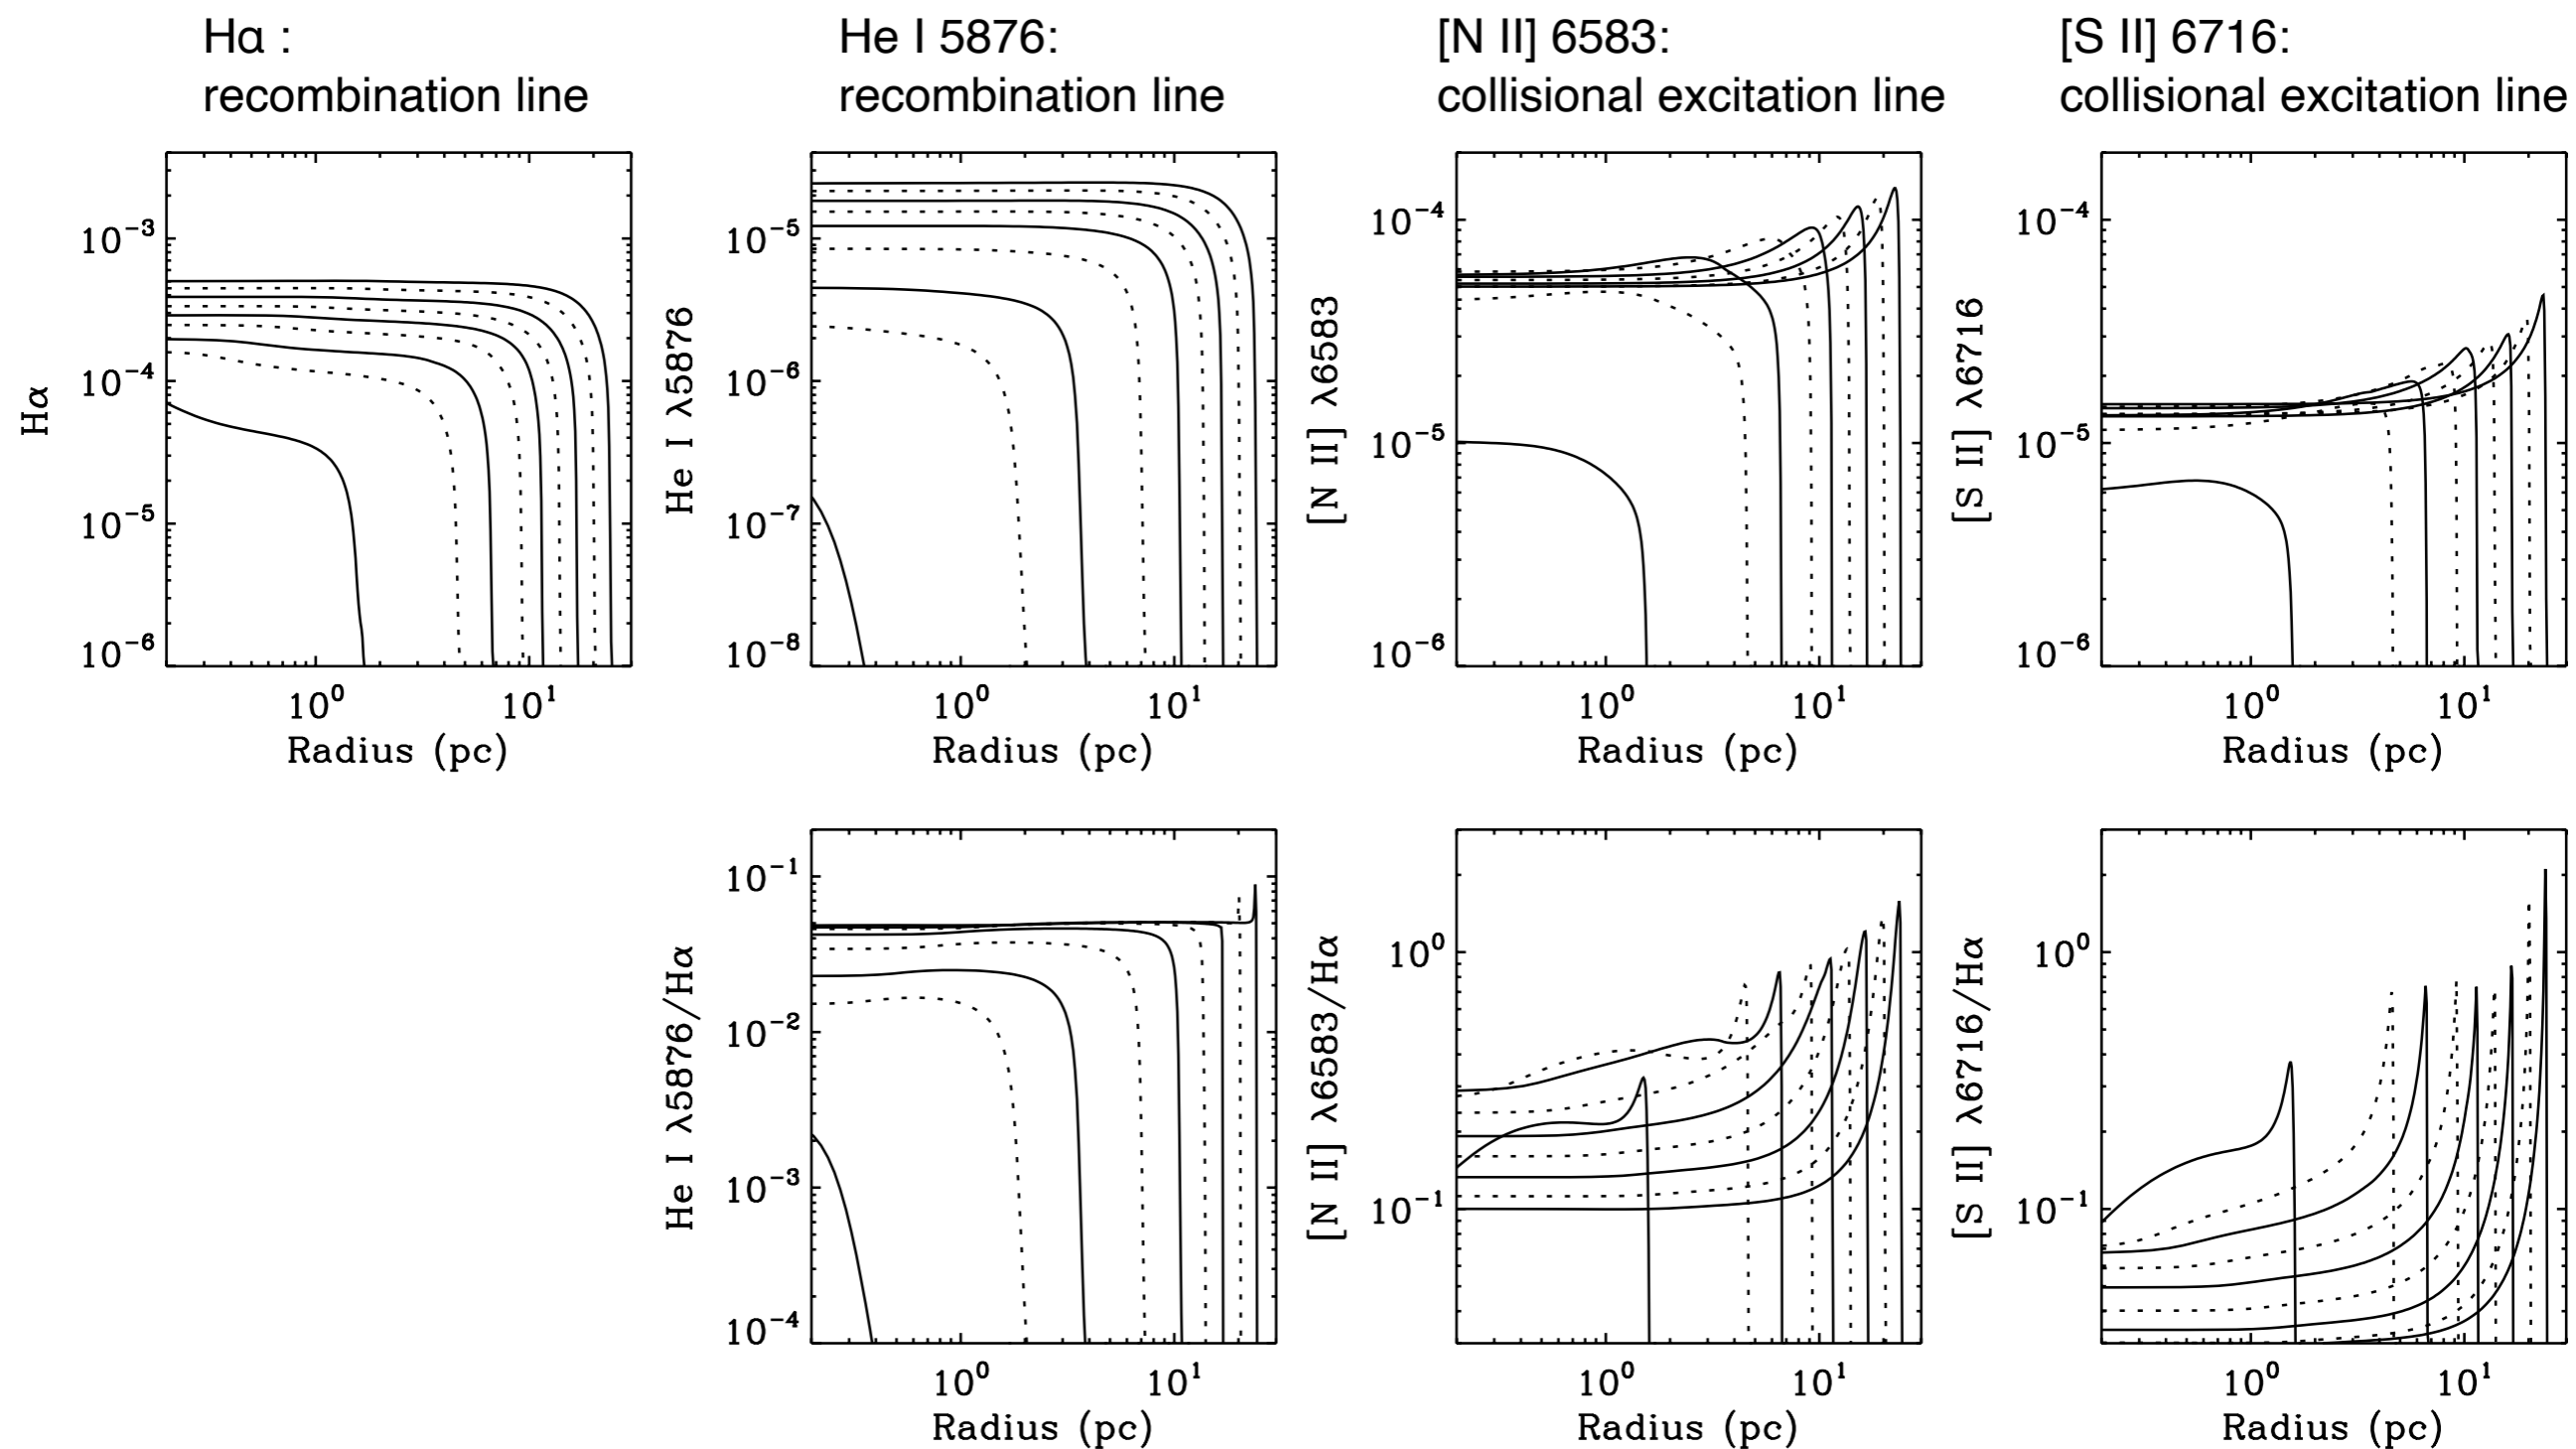 Hα :
recombination line
He I 5876:
recombination line
[N II] 6583:
collisional excitation line
[S II] 6716:
collisional excitation line
Hα
10⁻³
10⁻⁴
10⁻⁵
10⁻⁶
10⁰ 10¹
Radius (pc)
He I λ5876
10⁻⁵
10⁻⁶
10⁻⁷
10⁻⁸
10⁰ 10¹
Radius (pc)
[N II] λ6583
10⁻⁴
10⁻⁵
10⁻⁶
10⁰ 10¹
Radius (pc)
[S II] λ6716
10⁻⁴
10⁻⁵
10⁻⁶
10⁰ 10¹
Radius (pc)
He I λ5876/Hα
10⁻¹
10⁻²
10⁻³
10⁻⁴
10⁰ 10¹
Radius (pc)
[N II] λ6583/Hα
10⁰
10⁻¹
10⁰ 10¹
Radius (pc)
[S II] λ6716/Hα
10⁰
10⁻¹
10⁰ 10¹
Radius (pc)